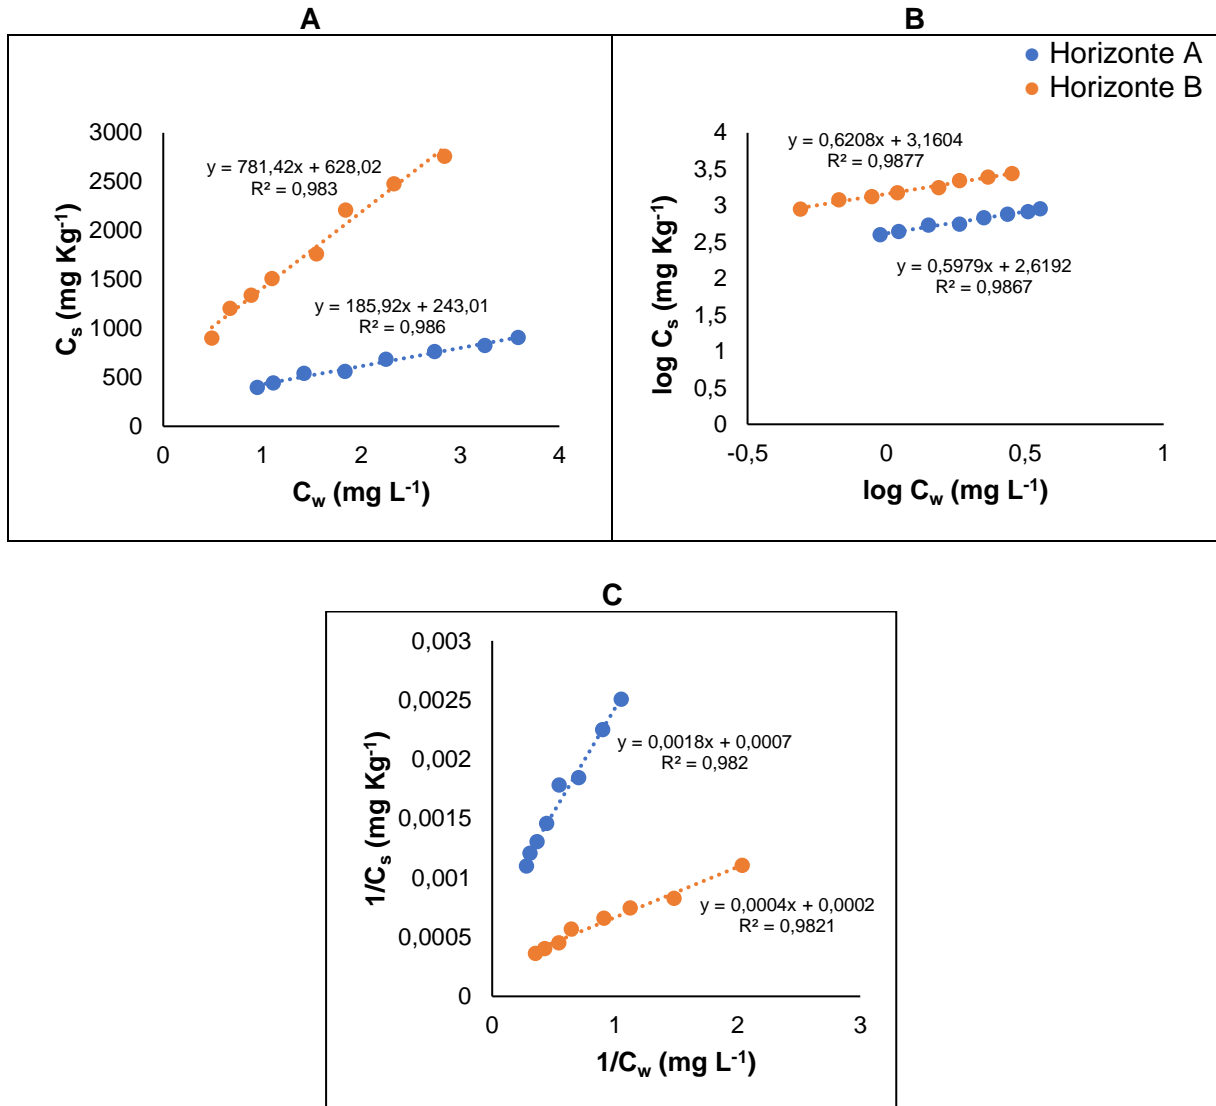 A
B
Horizonte A
Horizonte B
3000
2500
2000
1500
1000
500
0
0
1
2
3
4
y = 781,42x + 628,02
R² = 0,983
y = 185,92x + 243,01
R² = 0,986
Cₛ (mg Kg⁻¹)
C_w (mg L⁻¹)
4
3,5
3
2,5
2
1,5
1
0,5
0
-0,5
0
0,5
1
y = 0,6208x + 3,1604
R² = 0,9877
y = 0,5979x + 2,6192
R² = 0,9867
log Cₛ (mg Kg⁻¹)
log C_w (mg L⁻¹)
C
0,003
0,0025
0,002
0,0015
0,001
0,0005
0
0
1
2
3
y = 0,0018x + 0,0007
R² = 0,982
y = 0,0004x + 0,0002
R² = 0,9821
1/Cₛ (mg Kg⁻¹)
1/C_w (mg L⁻¹)